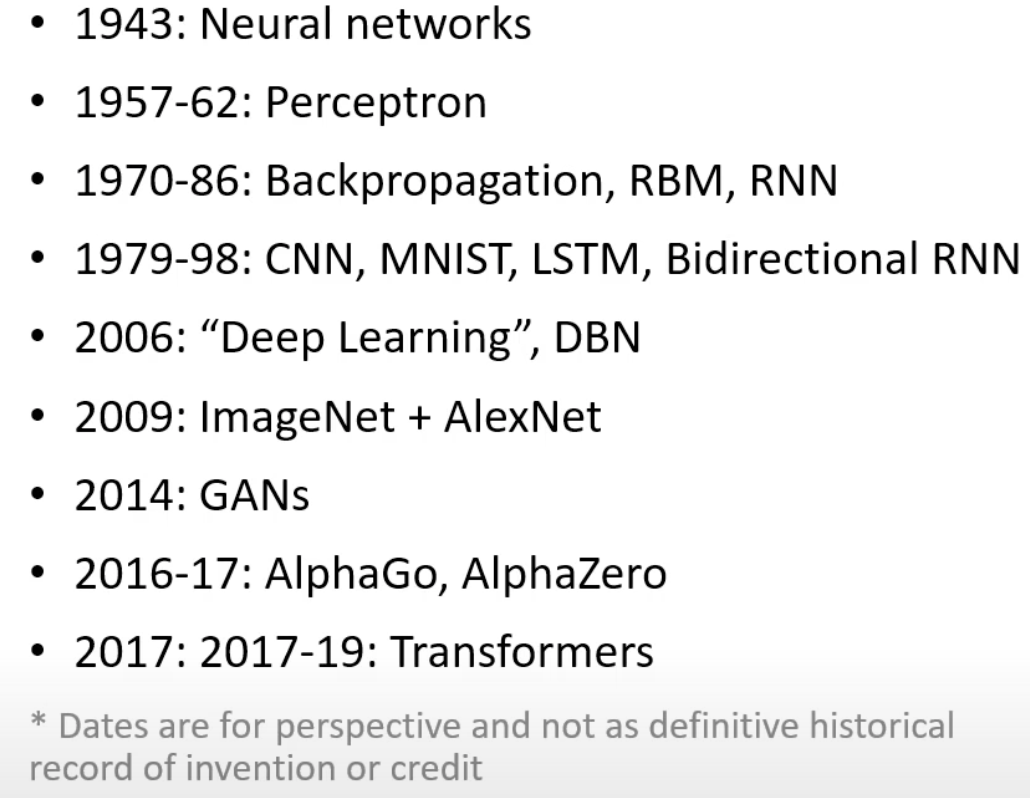 • 1943: Neural networks
• 1957-62: Perceptron
• 1970-86: Backpropagation, RBM, RNN
• 1979-98: CNN, MNIST, LSTM, Bidirectional RNN
• 2006: “Deep Learning”, DBN
• 2009: ImageNet + AlexNet
• 2014: GANs
• 2016-17: AlphaGo, AlphaZero
• 2017: 2017-19: Transformers
* Dates are for perspective and not as definitive historical
record of invention or credit